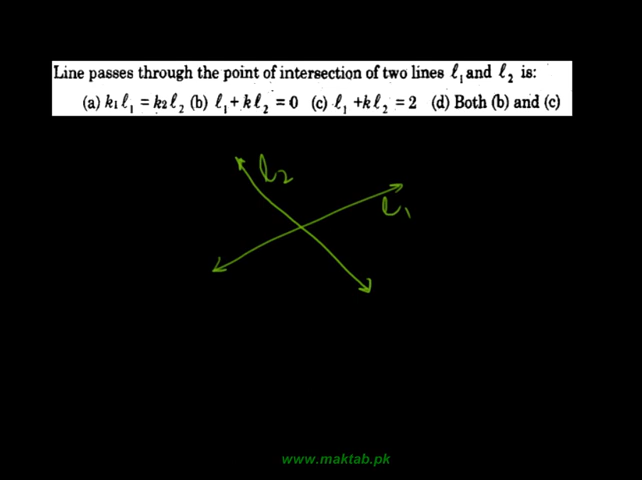 Line passes through the point of intersection of two lines ℓ₁ and ℓ₂ is:
(a) k₁ℓ₁ = k₂ℓ₂ (b) ℓ₁ + kℓ₂ = 0 (c) ℓ₁ + kℓ₂ = 2 (d) Both (b) and (c)
ℓ₂
ℓ₁
www.maktab.pk